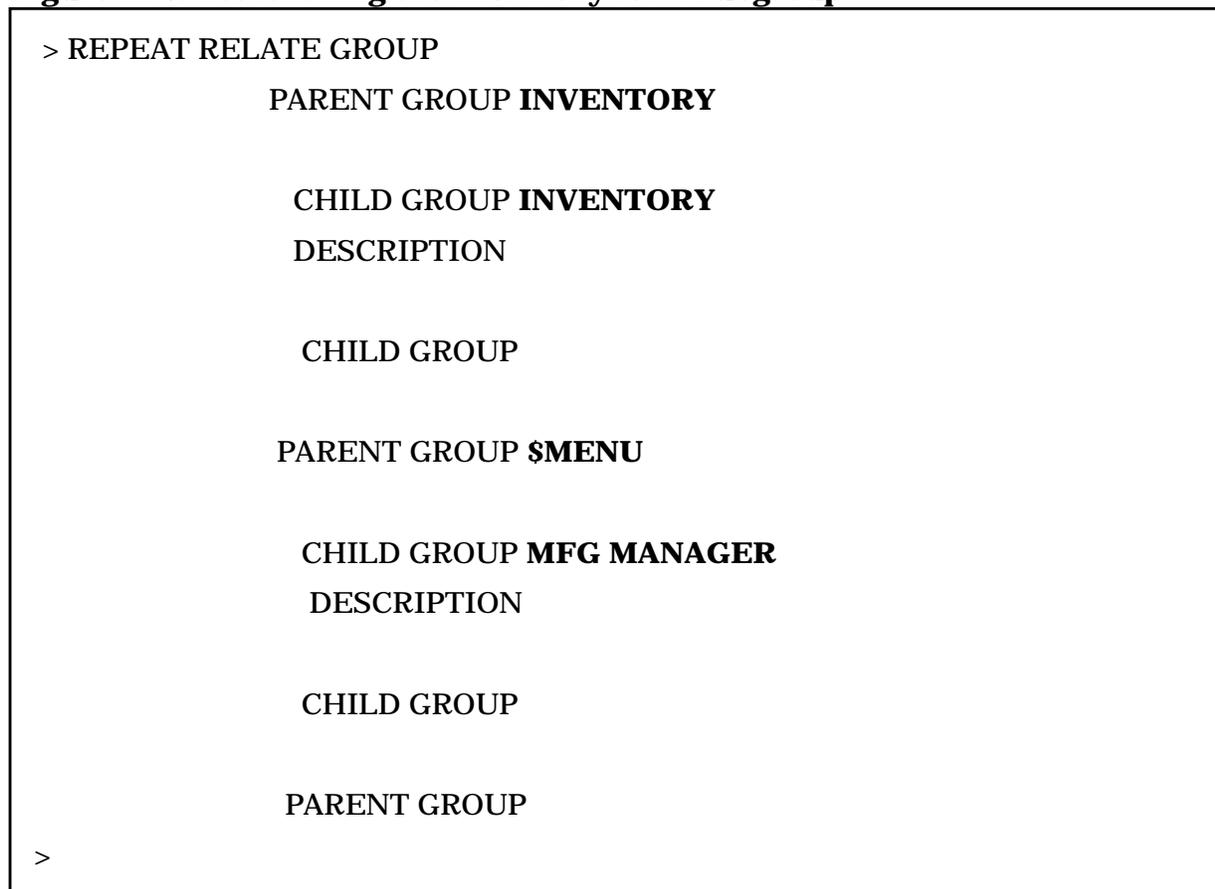 > REPEAT RELATE GROUP
PARENT GROUP INVENTORY
CHILD GROUP INVENTORY
DESCRIPTION
CHILD GROUP
PARENT GROUP $MENU
CHILD GROUP MFG MANAGER
DESCRIPTION
CHILD GROUP
PARENT GROUP
>